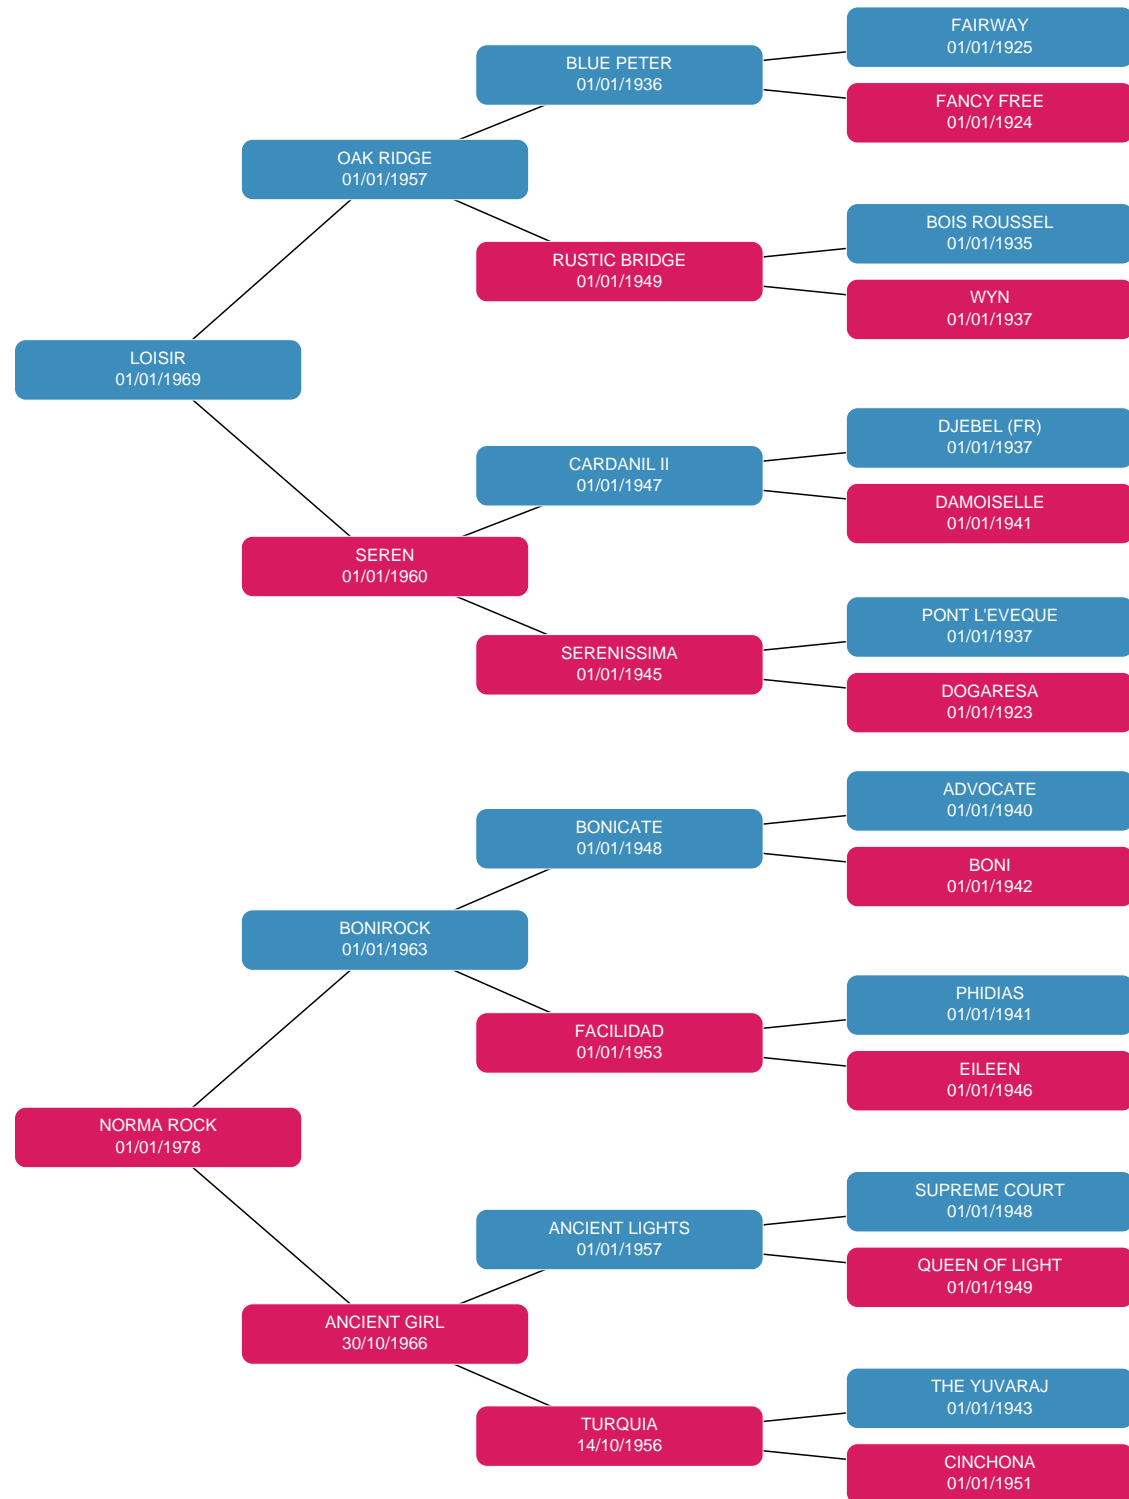 FAIRWAY
01/01/1925
BLUE PETER
01/01/1936
FANCY FREE
01/01/1924
OAK RIDGE
01/01/1957
BOIS ROUSSEL
01/01/1935
RUSTIC BRIDGE
01/01/1949
WYN
01/01/1937
LOISIR
01/01/1969
DJEBEL (FR)
01/01/1937
CARDANIL II
01/01/1947
DAMOISELLE
01/01/1941
SEREN
01/01/1960
PONT L'EVEQUE
01/01/1937
SERENISSIMA
01/01/1945
DOGARESA
01/01/1923
ADVOCATE
01/01/1940
BONICATE
01/01/1948
BONI
01/01/1942
BONIROCK
01/01/1963
PHIDIAS
01/01/1941
FACILIDAD
01/01/1953
EILEEN
01/01/1946
NORMA ROCK
01/01/1978
SUPREME COURT
01/01/1948
ANCIENT LIGHTS
01/01/1957
QUEEN OF LIGHT
01/01/1949
ANCIENT GIRL
30/10/1966
THE YUVARAJ
01/01/1943
TURQUIA
14/10/1956
CINCHONA
01/01/1951